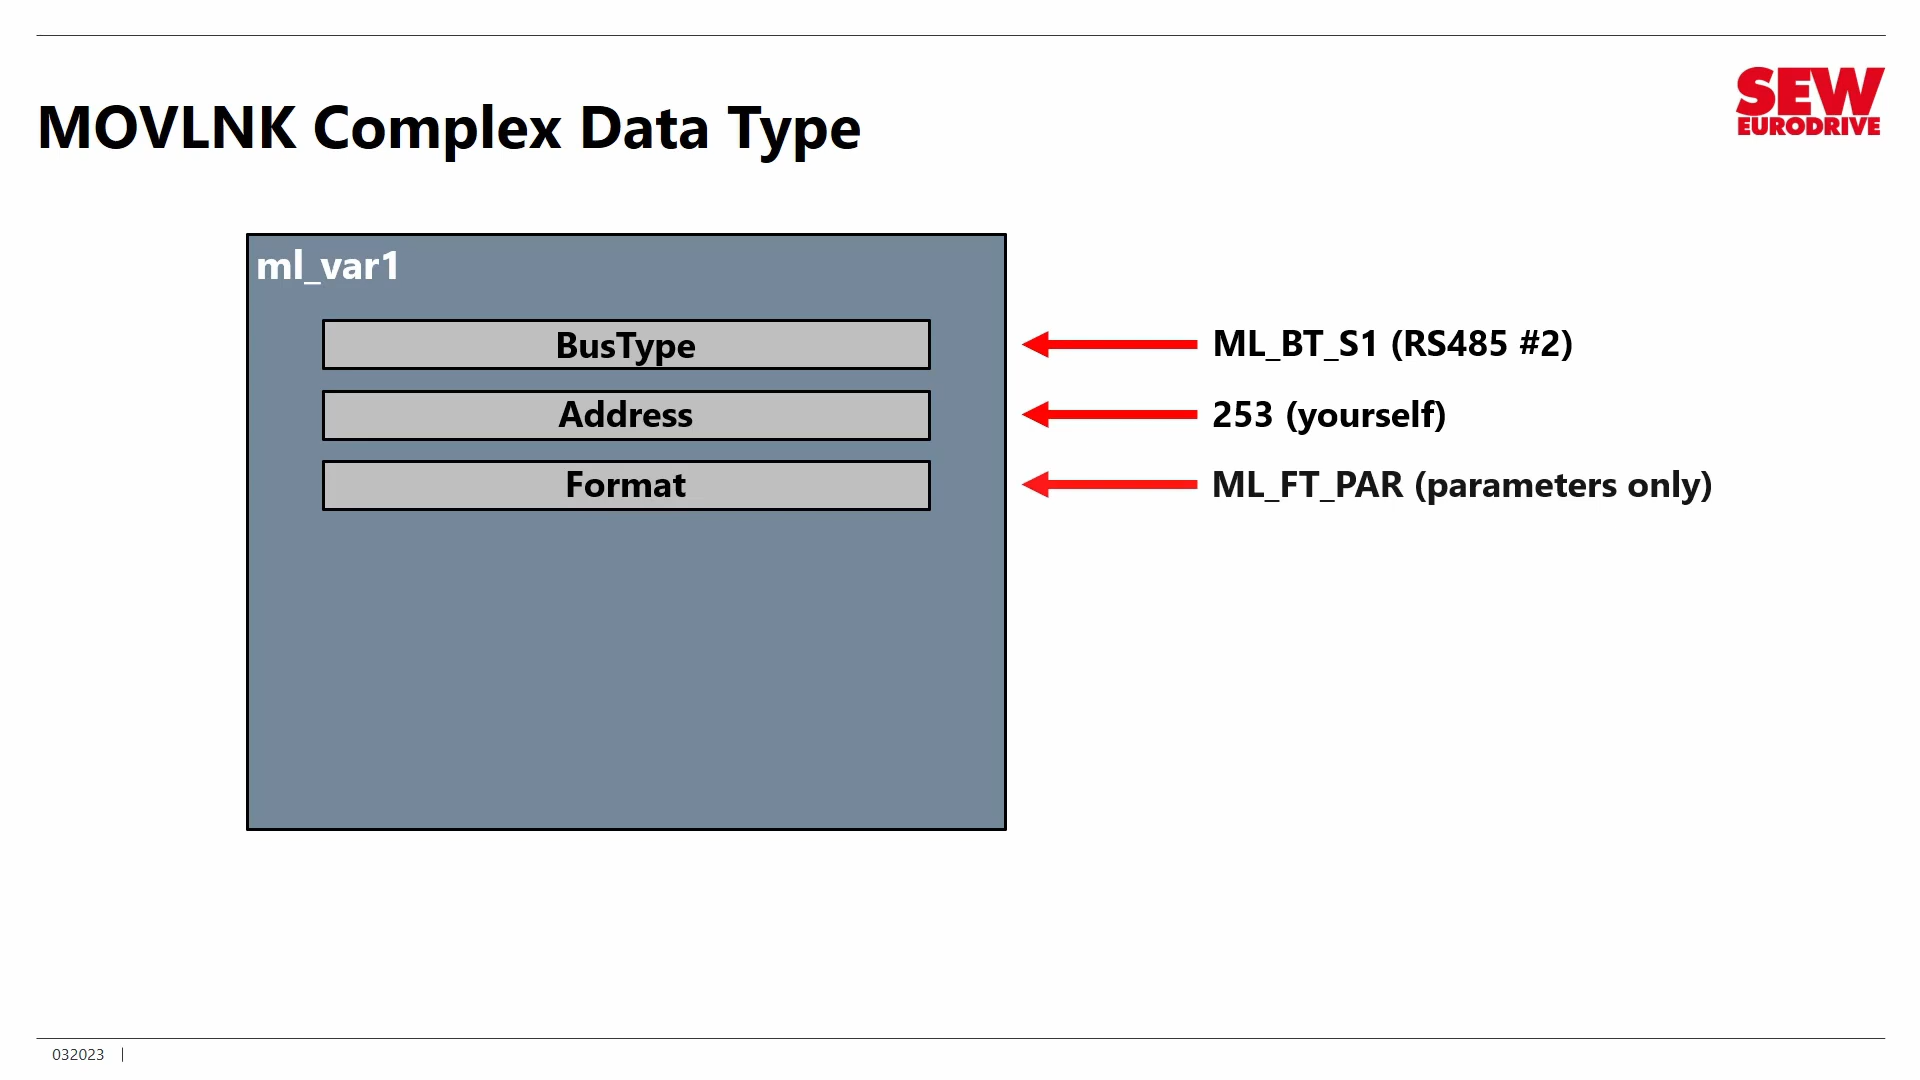 SEW
EURODRIVE
MOVLNK Complex Data Type
ml_var1
BusType
ML_BT_S1 (RS485 #2)
Address
253 (yourself)
Format
ML_FT_PAR (parameters only)
032023 |